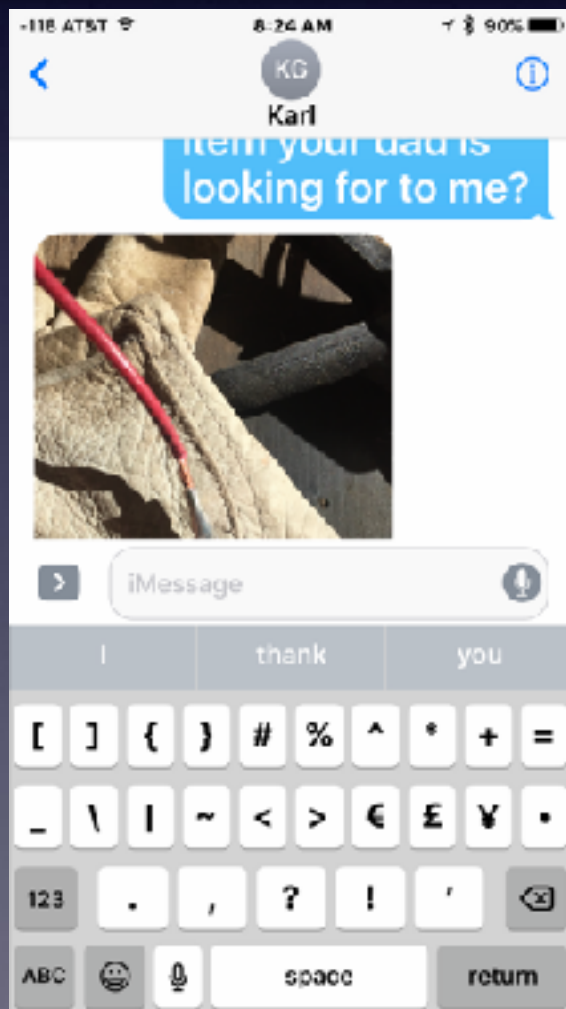 -118 AT&T 8:24 AM 90%
KG
Karl
item your dad is
looking for to me?
iMessage
I thank you
[ ] { } # % ^ * + =
_ \ | ~ < > € £ ¥ •
123 . , ? ! '
ABC space return